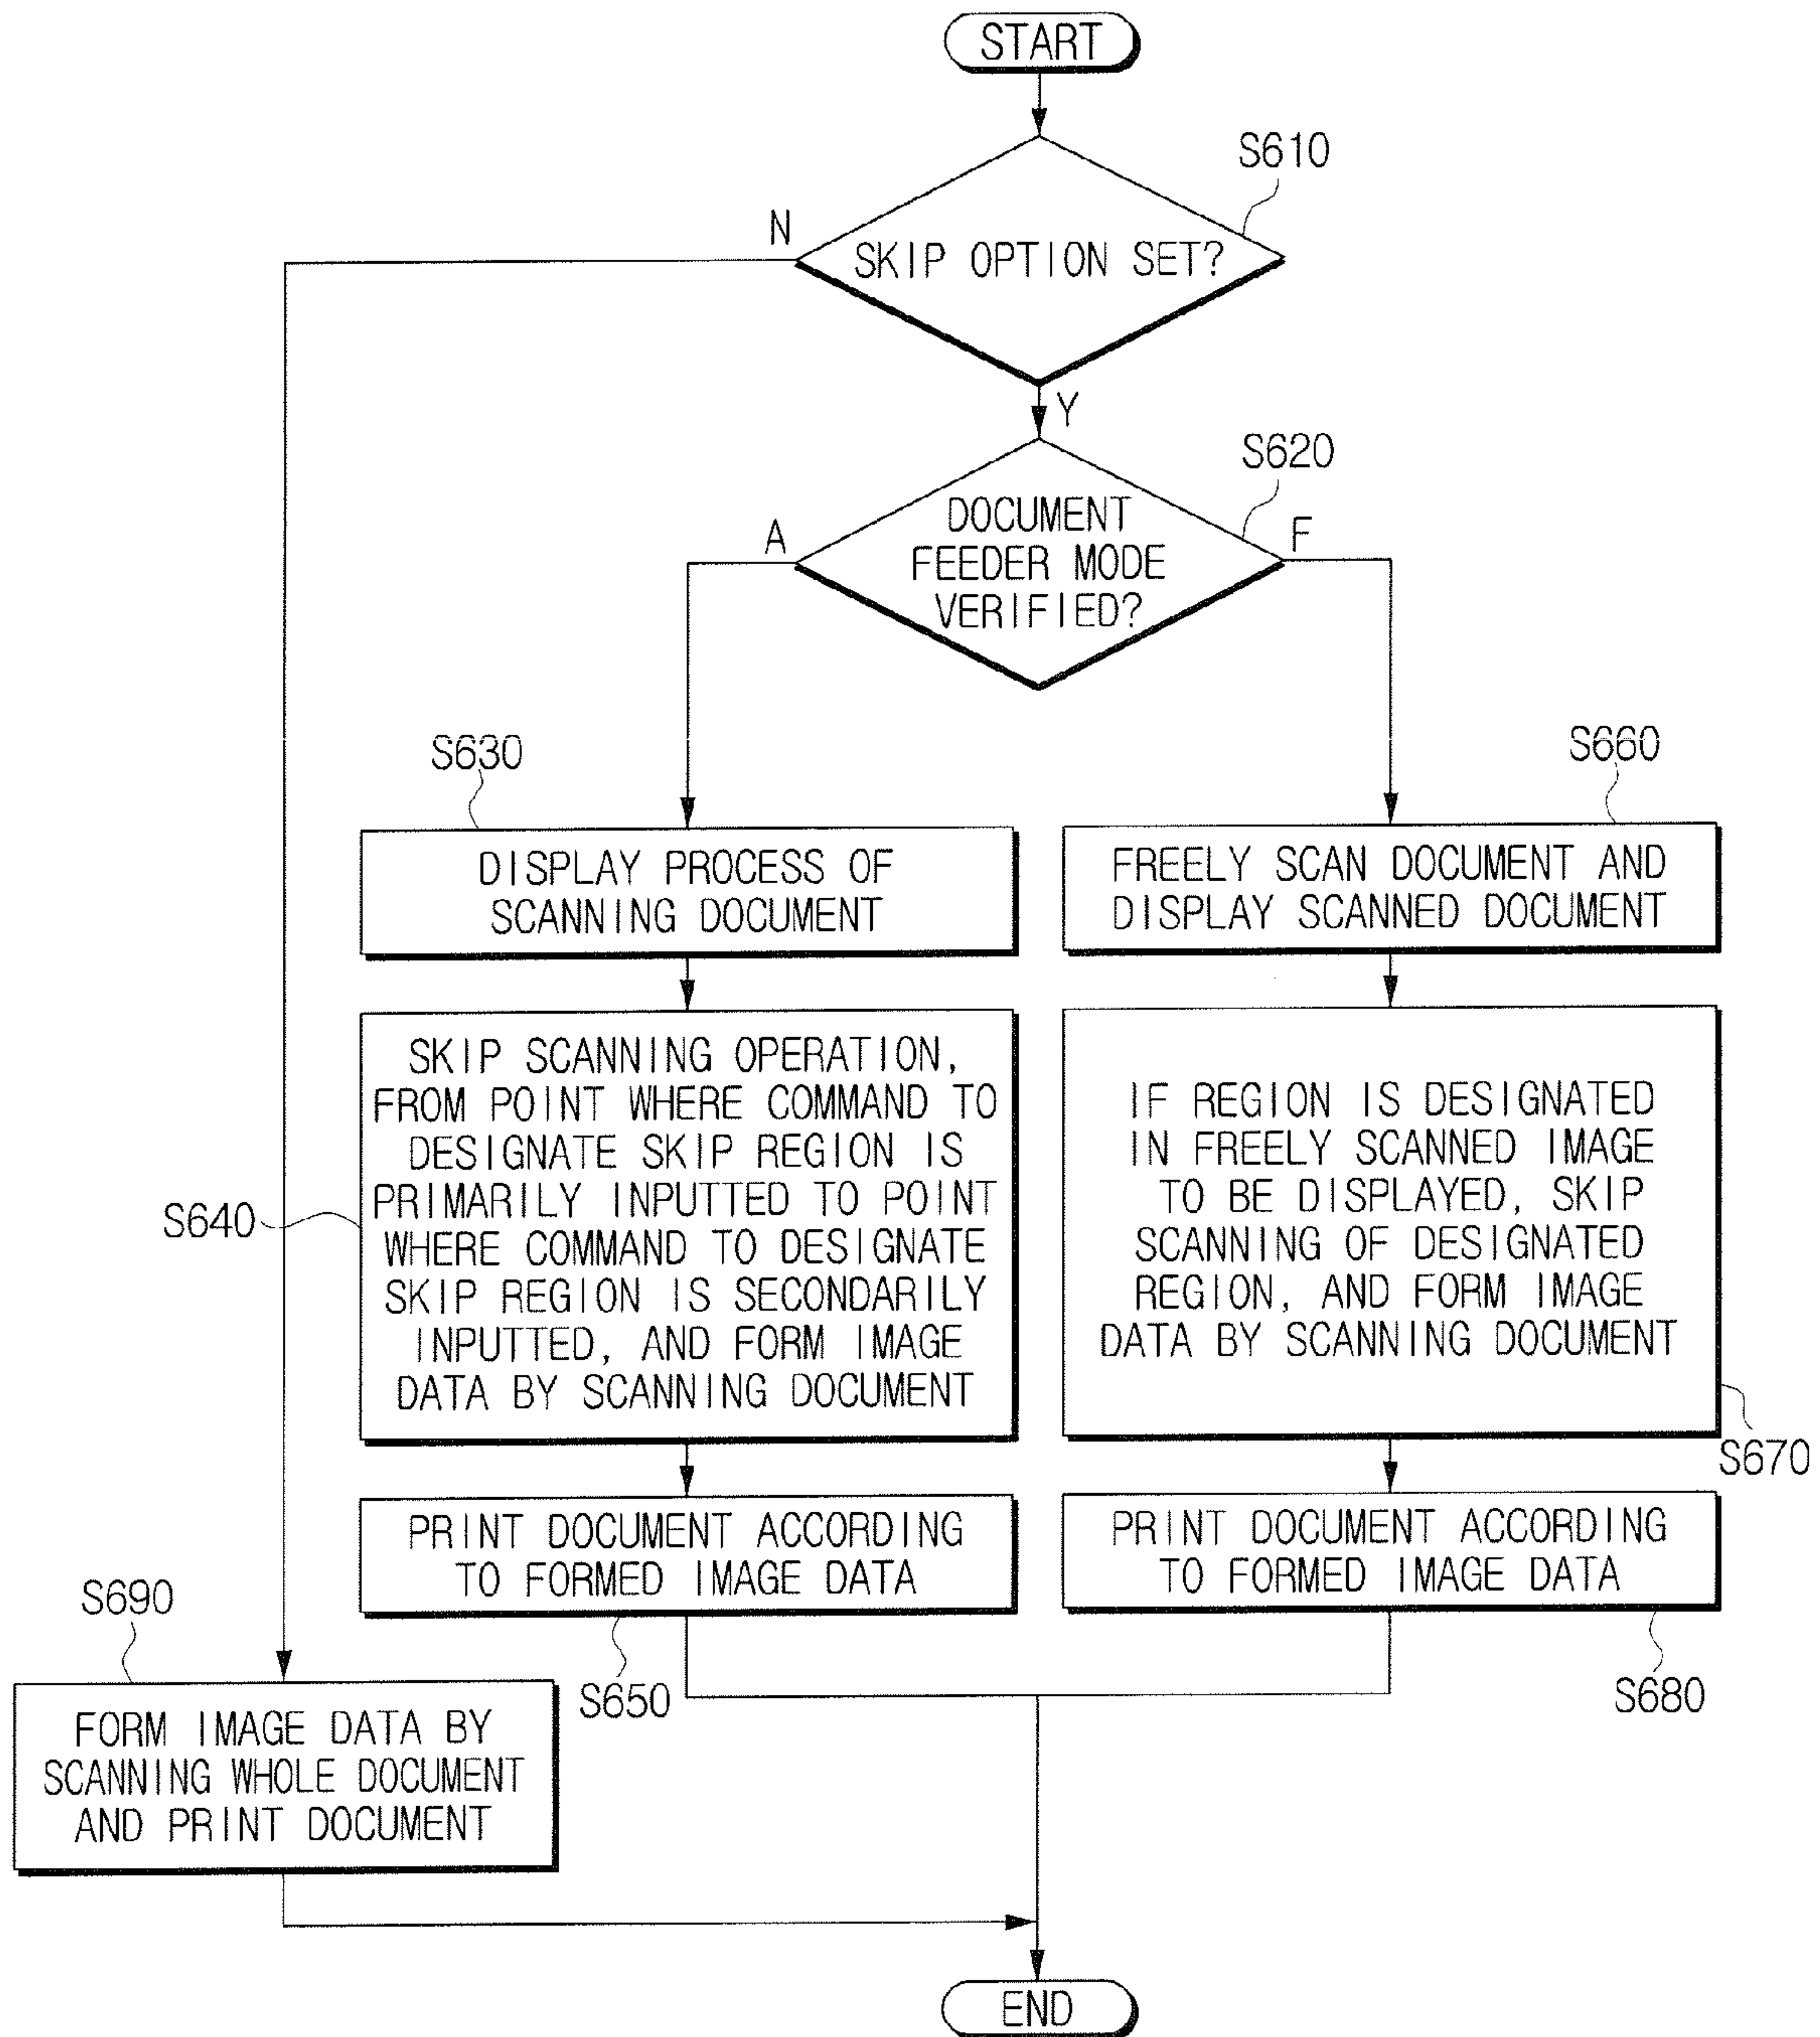 START
S610
N
SKIP OPTION SET?
Y
S620
A
DOCUMENT
FEEDER MODE
VERIFIED?
F
S630
DISPLAY PROCESS OF
SCANNING DOCUMENT
S660
FREELY SCAN DOCUMENT AND
DISPLAY SCANNED DOCUMENT
S640
SKIP SCANNING OPERATION,
FROM POINT WHERE COMMAND TO
DESIGNATE SKIP REGION IS
PRIMARILY INPUTTED TO POINT
WHERE COMMAND TO DESIGNATE
SKIP REGION IS SECONDARILY
INPUTTED, AND FORM IMAGE
DATA BY SCANNING DOCUMENT
IF REGION IS DESIGNATED
IN FREELY SCANNED IMAGE
TO BE DISPLAYED, SKIP
SCANNING OF DESIGNATED
REGION, AND FORM IMAGE
DATA BY SCANNING DOCUMENT
S670
PRINT DOCUMENT ACCORDING
TO FORMED IMAGE DATA
S650
PRINT DOCUMENT ACCORDING
TO FORMED IMAGE DATA
S680
S690
FORM IMAGE DATA BY
SCANNING WHOLE DOCUMENT
AND PRINT DOCUMENT
END